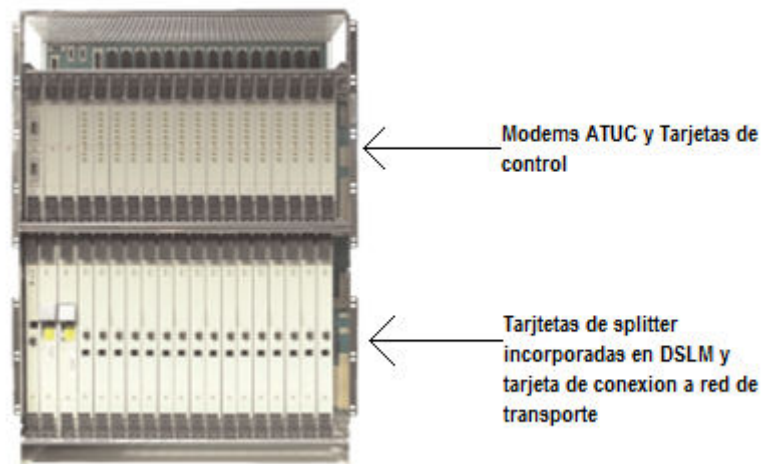 Modems ATUC y Tarjetas de
control
Tarjtetas de splitter
incorporadas en DSLM y
tarjeta de conexion a red de
transporte